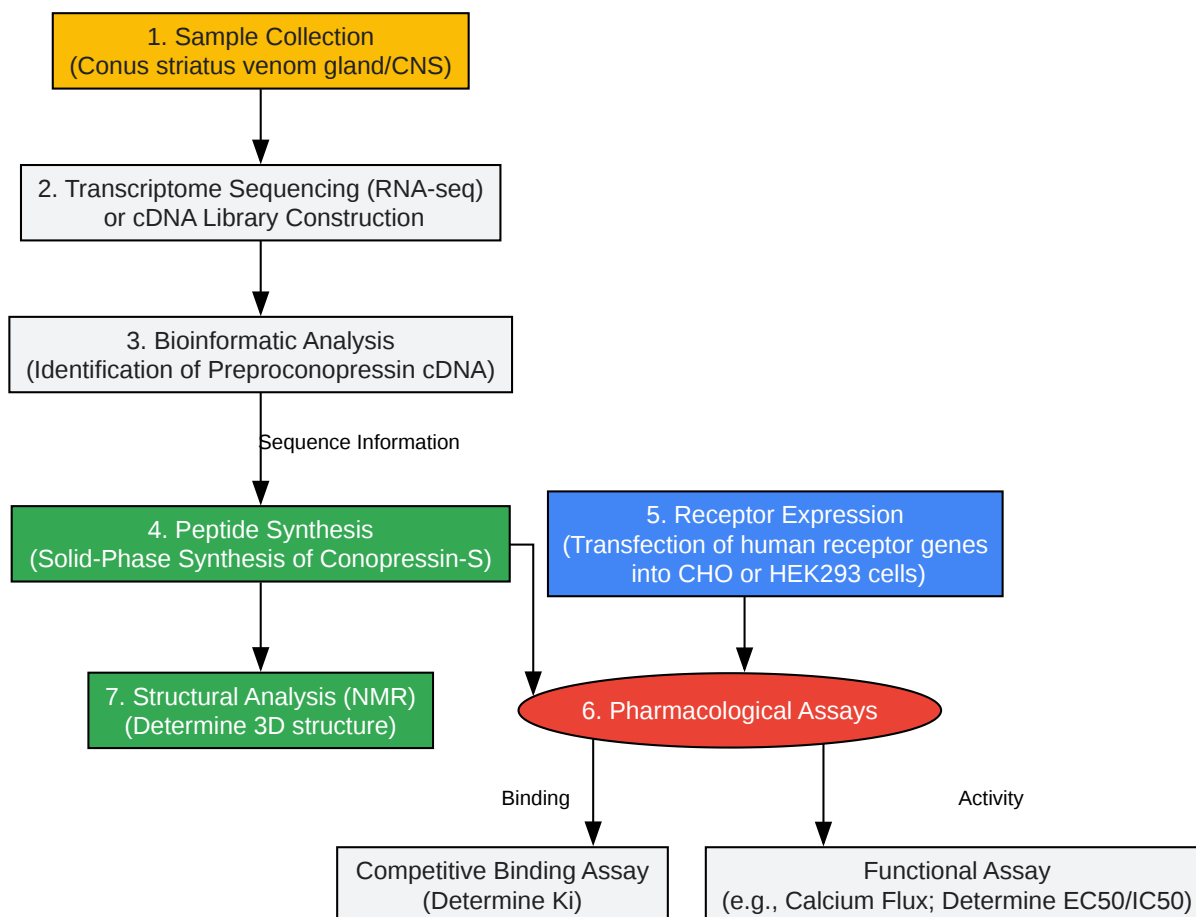 1. Sample Collection
(Conus striatus venom gland/CNS)
2. Transcriptome Sequencing (RNA-seq)
or cDNA Library Construction
3. Bioinformatic Analysis
(Identification of Preproconopressin cDNA)
Sequence Information
4. Peptide Synthesis
(Solid-Phase Synthesis of Conopressin-S)
5. Receptor Expression
(Transfection of human receptor genes
into CHO or HEK293 cells)
7. Structural Analysis (NMR)
(Determine 3D structure)
6. Pharmacological Assays
Binding
Activity
Competitive Binding Assay
(Determine Ki)
Functional Assay
(e.g., Calcium Flux; Determine EC50/IC50)